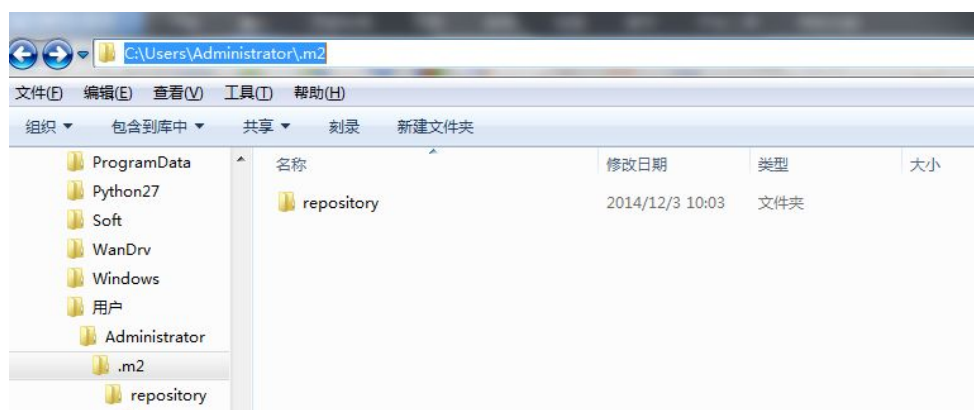 C:\Users\Administrator\.m2
文件(F) 编辑(E) 查看(V) 工具(T) 帮助(H)
组织 包含到库中 共享 刻录 新建文件夹
ProgramData
Python27
Soft
WanDrv
Windows
用户
Administrator
.m2
repository
名称 修改日期 类型 大小
repository 2014/12/3 10:03 文件夹